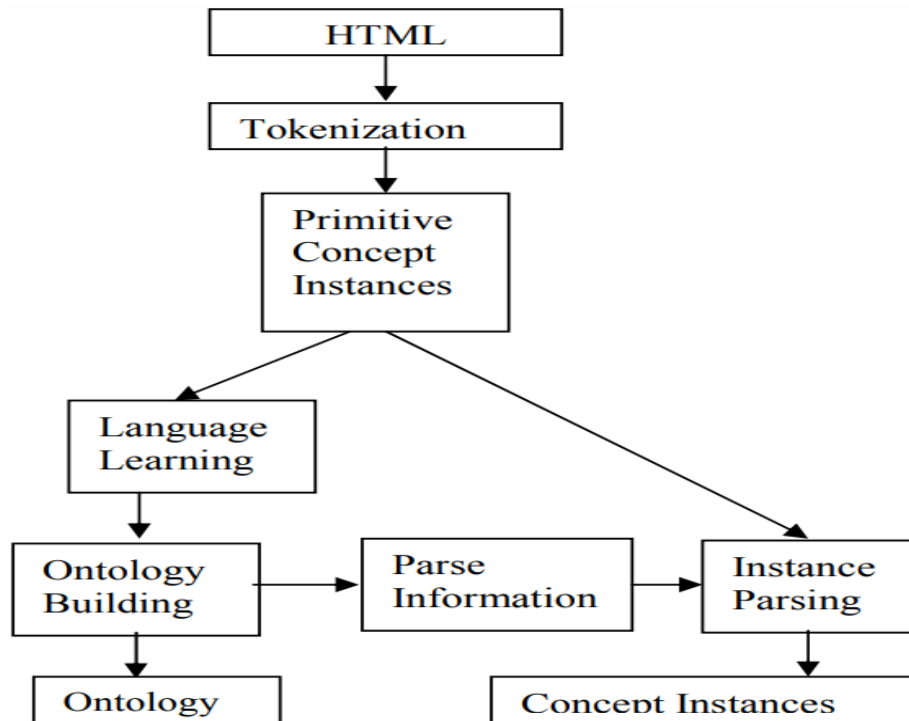 HTML
Tokenization
Primitive
Concept
Instances
Language
Learning
Ontology
Building
Parse
Information
Instance
Parsing
Ontology
Concept Instances